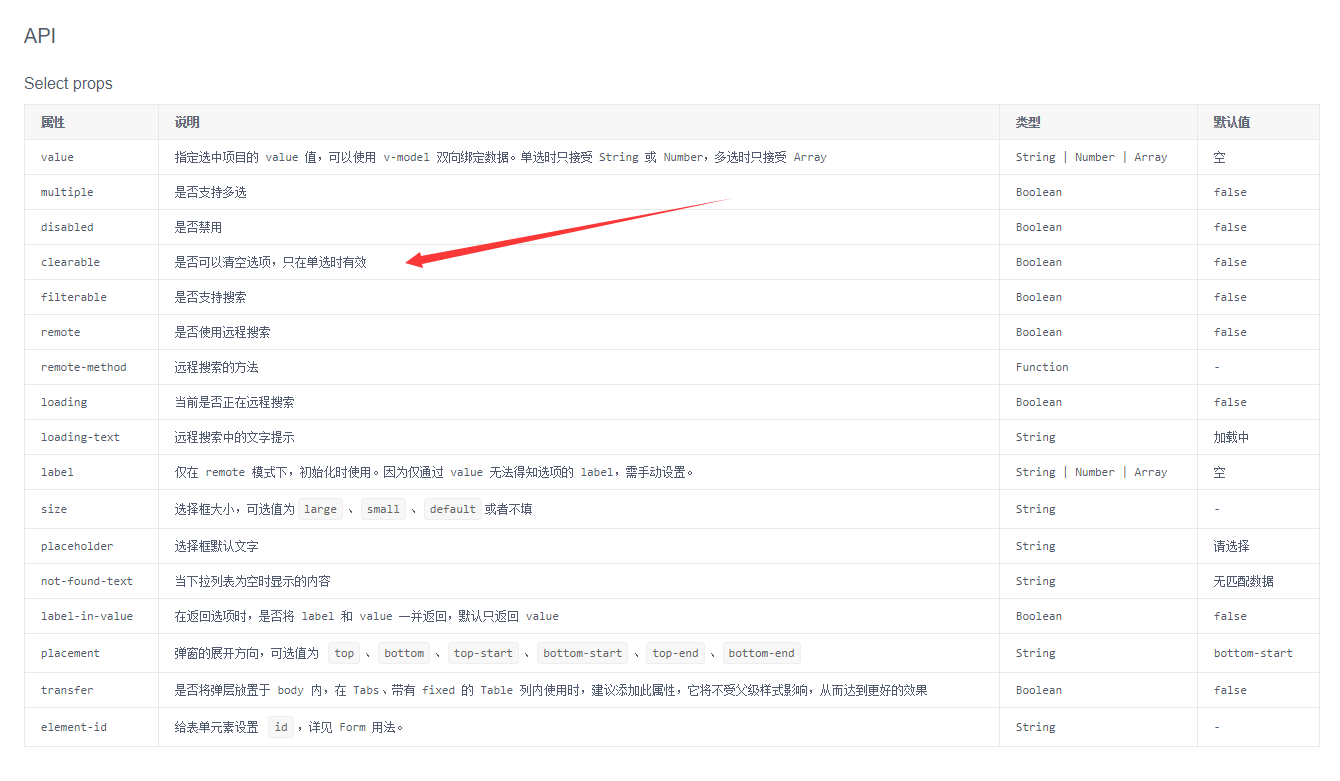 API
Select props
属性 说明 类型 默认值
value 指定选中项目的 value 值，可以使用 v-model 双向绑定数据。单选时只接受 String 或 Number，多选时只接受 Array String | Number | Array 空
multiple 是否支持多选 Boolean false
disabled 是否禁用 Boolean false
clearable 是否可以清空选项，只在单选时有效 Boolean false
filterable 是否支持搜索 Boolean false
remote 是否使用远程搜索 Boolean false
remote-method 远程搜索的方法 Function -
loading 当前是否正在远程搜索 Boolean false
loading-text 远程搜索中的文字提示 String 加载中
label 仅在 remote 模式下，初始化时使用。因为仅通过 value 无法得知选项的 label，需手动设置。 String | Number | Array 空
size 选择框大小，可选值为 large 、 small 、 default 或者不填 String -
placeholder 选择框默认文字 String 请选择
not-found-text 当下拉列表为空时显示的内容 String 无匹配数据
label-in-value 在返回选项时，是否将 label 和 value 一并返回，默认只返回 value Boolean false
placement 弹窗的展开方向，可选值为 top 、 bottom 、 top-start 、 bottom-start 、 top-end 、 bottom-end String bottom-start
transfer 是否将弹层放置于 body 内，在 Tabs、带有 fixed 的 Table 列内使用时，建议添加此属性，它将不受父级样式影响，从而达到更好的效果 Boolean false
element-id 给表单元素设置 id ，详见 Form 用法。 String -